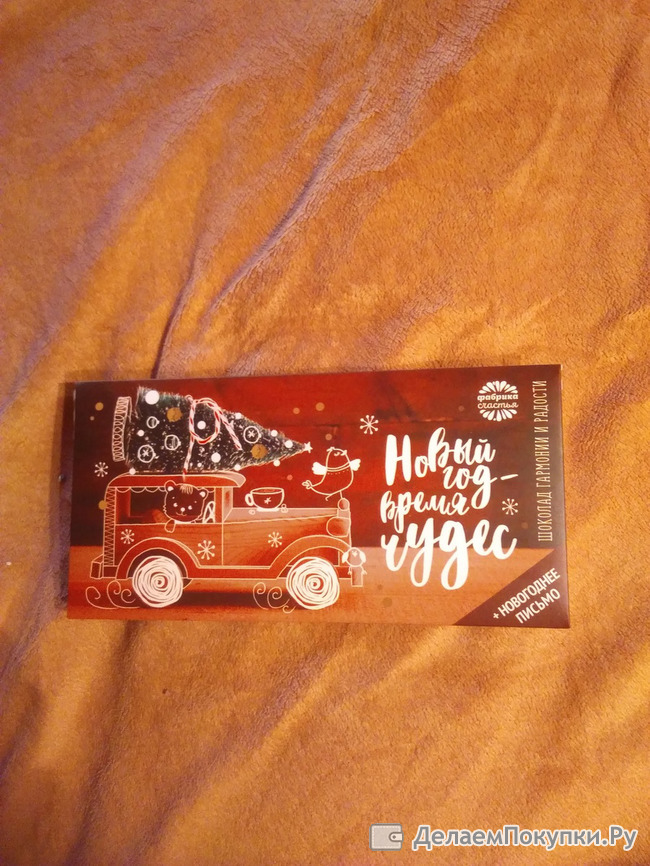 фабрика
счастья
Новый
год-
время
чудес
ШОКОЛАД ГАРМОНИИ И РАДОСТИ
+ НОВОГОДНЕЕ
ПИСЬМО
ДелаемПокупки.Ру